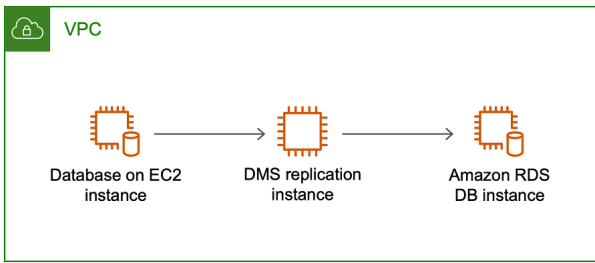 VPC
Database on EC2
instance
DMS replication
instance
Amazon RDS
DB instance